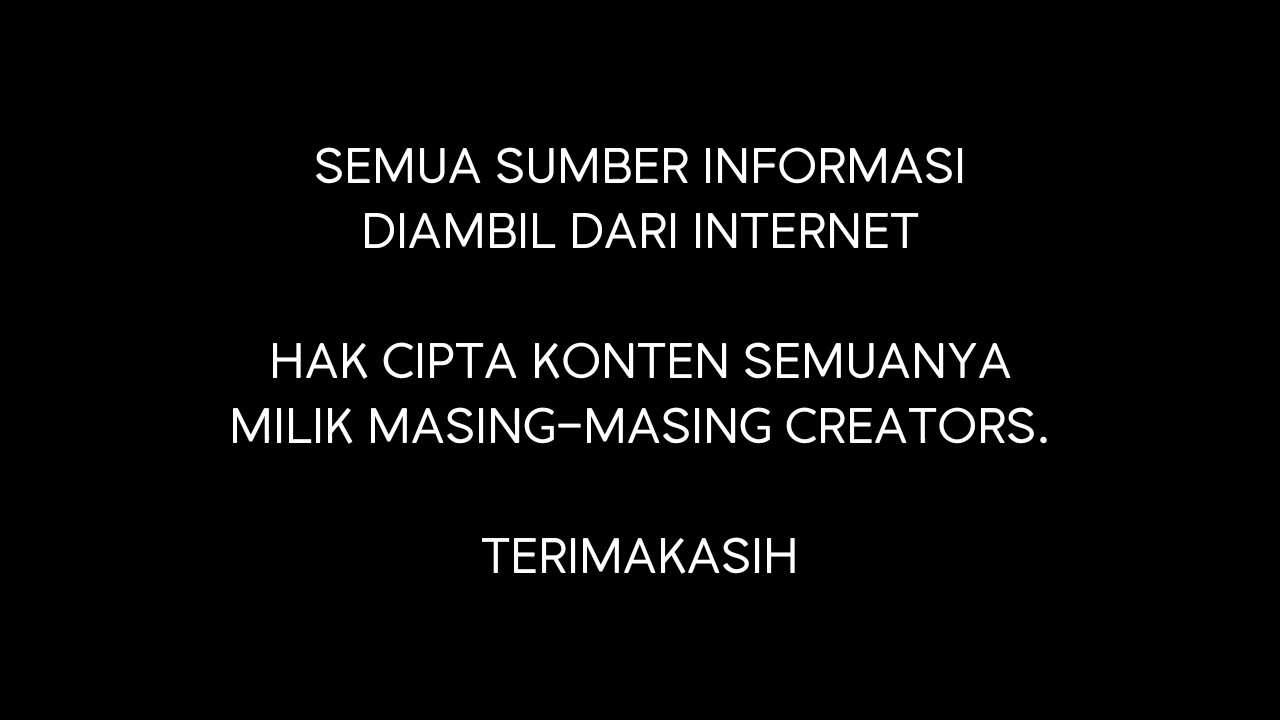 SEMUA SUMBER INFORMASI
DIAMBIL DARI INTERNET
HAK CIPTA KONTEN SEMUANYA
MILIK MASING-MASING CREATORS.
TERIMAKASIH